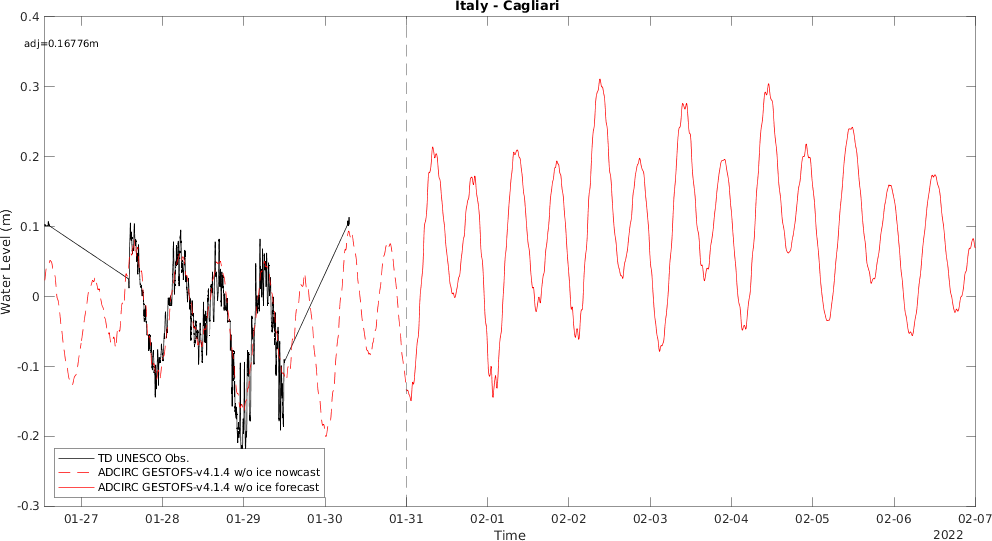 Italy - Cagliari
adj=0.16776m
0.4
0.3
0.2
0.1
0
-0.1
-0.2
-0.3
Water Level (m)
TD UNESCO Obs.
ADCIRC GESTOFS-v4.1.4 w/o ice nowcast
ADCIRC GESTOFS-v4.1.4 w/o ice forecast
01-27 01-28 01-29 01-30 01-31 02-01 02-02 02-03 02-04 02-05 02-06 02-07
Time
2022